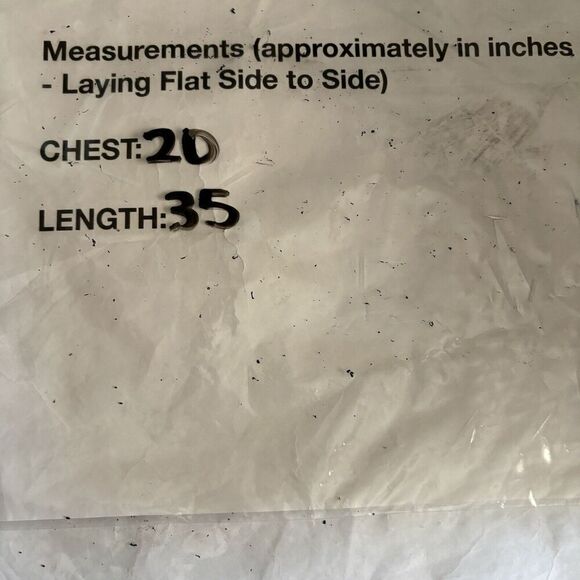 Measurements (approximately in inches
- Laying Flat Side to Side)
CHEST:20
LENGTH:35